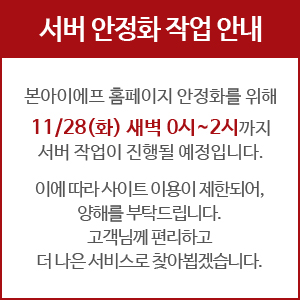 서버 안정화 작업 안내
본아이에프 홈페이지 안정화를 위해
11/28(화) 새벽 0시~2시까지
서버 작업이 진행될 예정입니다.
이에 따라 사이트 이용이 제한되어,
양해를 부탁드립니다.
고객님께 편리하고
더 나은 서비스로 찾아뵙겠습니다.